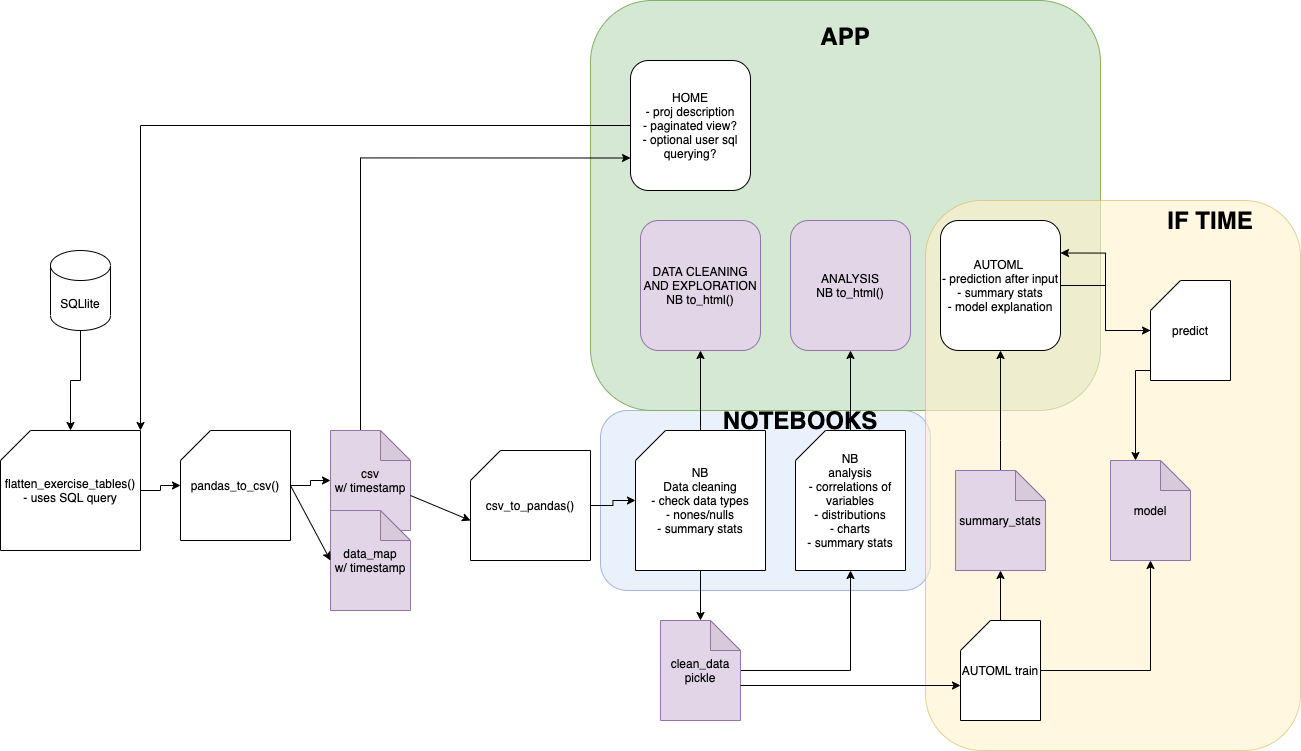 APP
HOME
- proj description
- paginated view?
- optional user sql
querying?
IF TIME
DATA CLEANING
AND EXPLORATION
NB to_html()
ANALYSIS
NB to_html()
AUTOML
- prediction after input
- summary stats
- model explanation
SQLlite
predict
NOTEBOOKS
flatten_exercise_tables()
- uses SQL query
pandas_to_csv()
csv
w/ timestamp
data_map
w/ timestamp
csv_to_pandas()
NB
Data cleaning
- check data types
- nones/nulls
- summary stats
NB
analysis
- correlations of
variables
- distributions
- charts
- summary stats
summary_stats
model
clean_data
pickle
AUTOML train